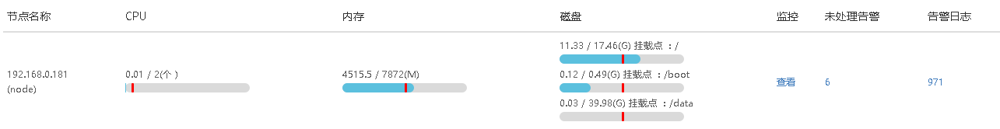 节点名称 CPU 内存 磁盘 监控 未处理告警 告警日志
192.168.0.181
(node)
0.01 / 2(个 )
4515.5 / 7872(M)
11.33 / 17.46(G) 挂载点 : /
0.12 / 0.49(G) 挂载点 : /boot
0.03 / 39.98(G) 挂载点 : /data
查看
6
971